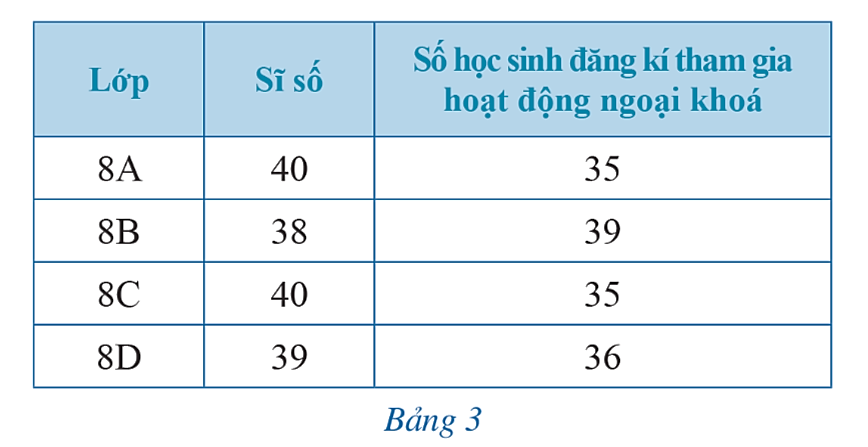 Lớp Sĩ số Số học sinh đăng kí tham gia
hoạt động ngoại khoá
8A 40 35
8B 38 39
8C 40 35
8D 39 36
Bảng 3